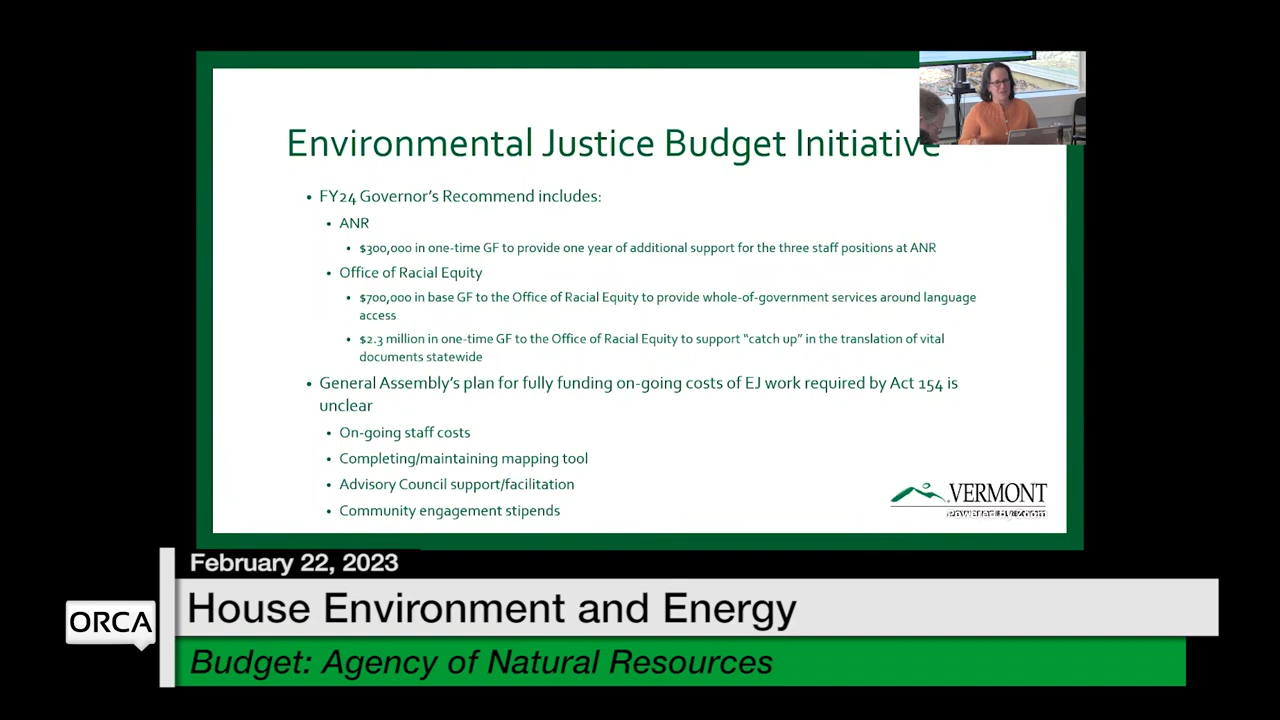 Environmental Justice Budget Initiative
• FY24 Governor's Recommend includes:
• ANR
• $300,000 in one-time GF to provide one year of additional support for the three staff positions at ANR
• Office of Racial Equity
• $700,000 in base GF to the Office of Racial Equity to provide whole-of-government services around language
access
• $2.3 million in one-time GF to the Office of Racial Equity to support “catch up” in the translation of vital
documents statewide
• General Assembly's plan for fully funding on-going costs of EJ work required by Act 154 is
unclear
• On-going staff costs
• Completing/maintaining mapping tool
• Advisory Council support/facilitation
• Community engagement stipends
VERMONT
Powered by Zoom
February 22, 2023
ORCA
House Environment and Energy
Budget: Agency of Natural Resources